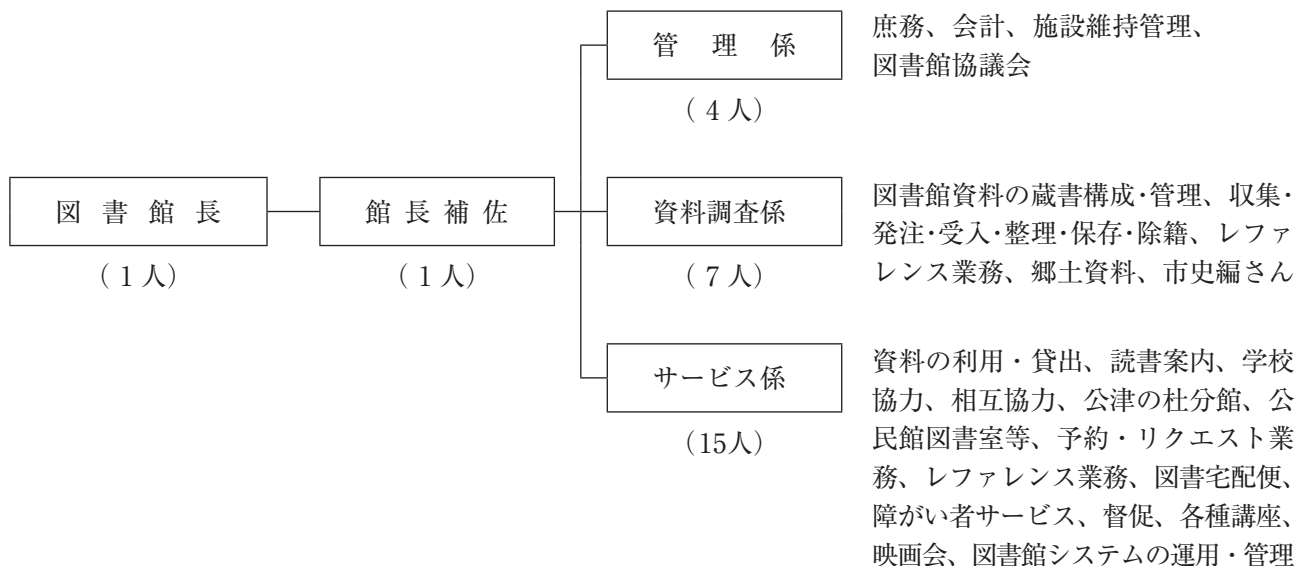 管理係
(4人)
庶務、会計、施設維持管理、
図書館協議会
図書館長
(1人)
館長補佐
(1人)
資料調査係
(7人)
図書館資料の蔵書構成・管理、収集・
発注・受入・整理・保存・除籍、レファ
レンス業務、郷土資料、市史編さん
サービス係
(15人)
資料の利用・貸出、読書案内、学校
協力、相互協力、公津の杜分館、公
民館図書室等、予約・リクエスト業
務、レファレンス業務、図書宅配便、
障がい者サービス、督促、各種講座、
映画会、図書館システムの運用・管理